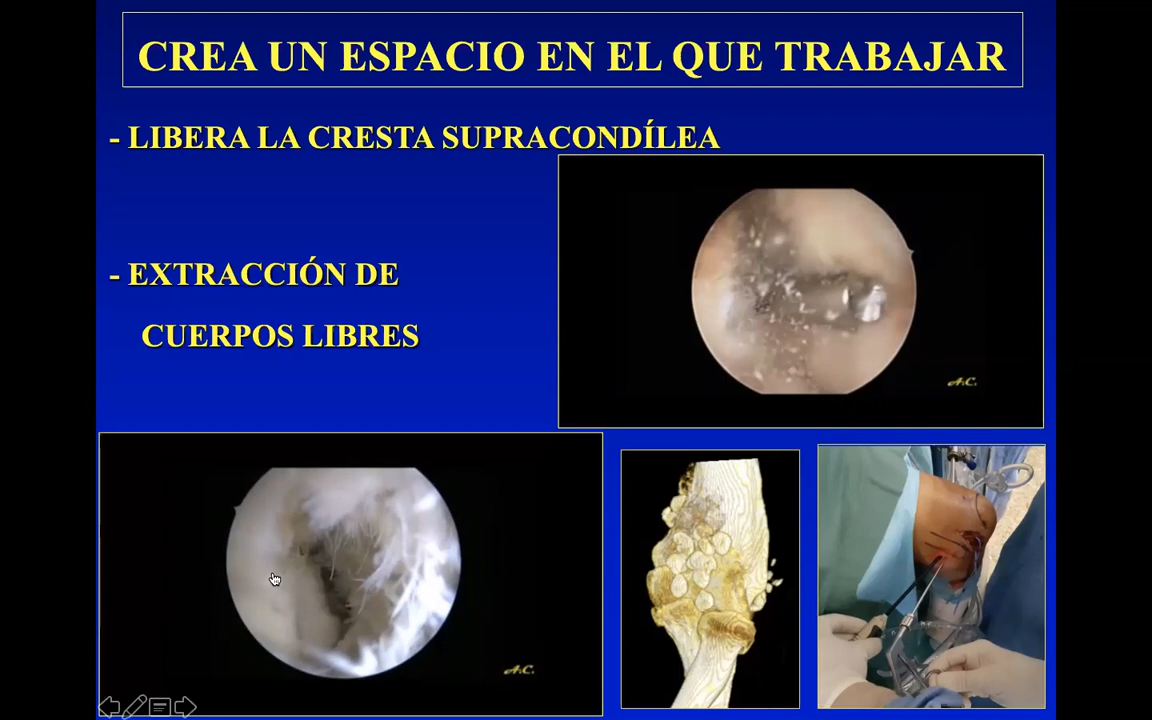 CREA UN ESPACIO EN EL QUE TRABAJAR
- LIBERA LA CRESTA SUPRACONDÍLEA
- EXTRACCIÓN DE
CUERPOS LIBRES
A.C.
A.C.